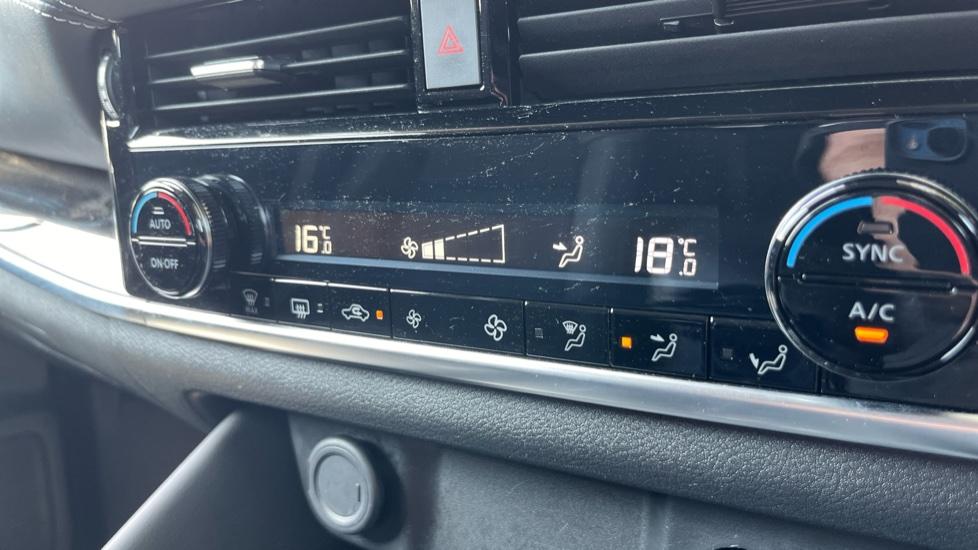 AUTO
ON·OFF
16.0°C
18.0°C
SYNC
A/C
MAX